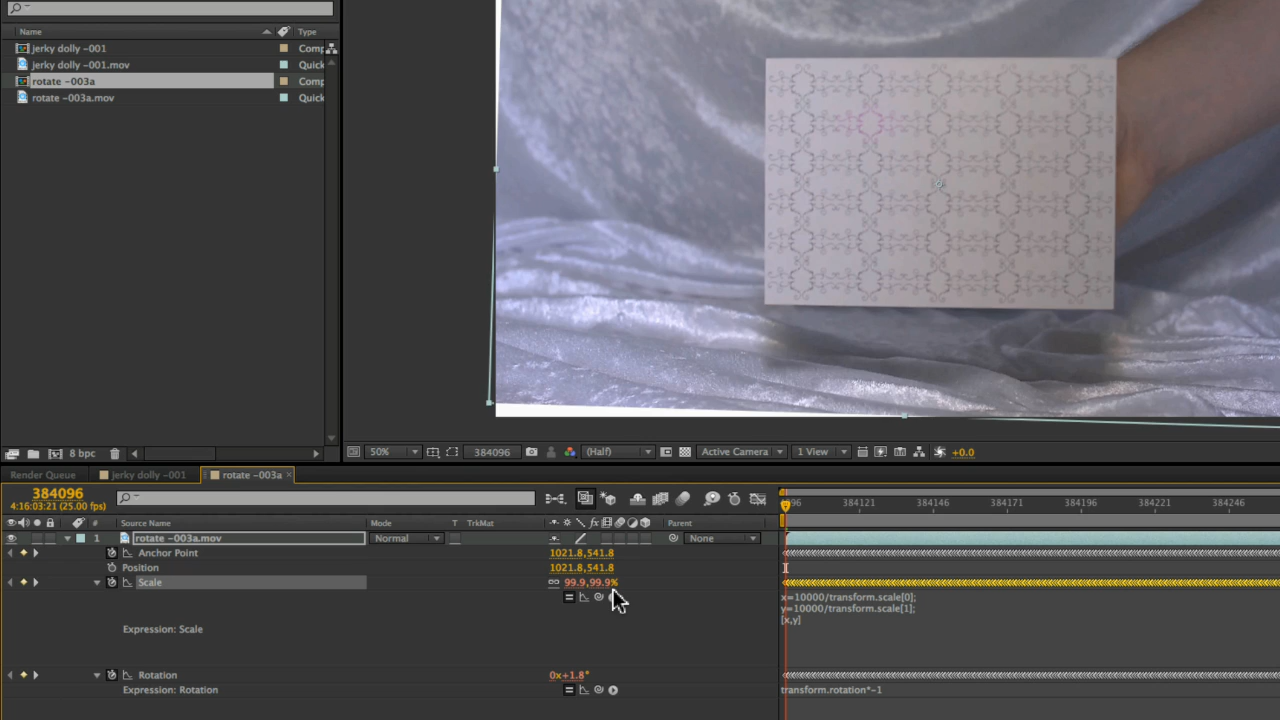 Name Type
jerky dolly -001 Comp
jerky dolly -001.mov Quick
rotate -003a Comp
rotate -003a.mov Quick
8 bpc
50% 384096 (Half) Active Camera 1 View +0.0
Render Queue jerky dolly -001 rotate -003a
384096
4:16:03:21 (25.00 fps)
384121 384146 384171 384196 384221 384246
# Source Name Mode T TrkMat fx Parent
1 rotate -003a.mov Normal None
Anchor Point 1021.8,541.8
Position 1021.8,541.8
Scale 99.9,99.9%
x=10000/transform.scale[0];
y=10000/transform.scale[1];
[x,y]
Expression: Scale
Rotation 0x+1.8°
Expression: Rotation transform.rotation*-1